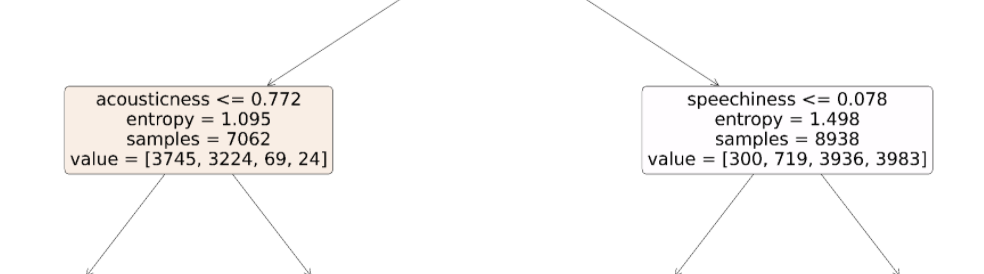 acousticness <= 0.772
entropy = 1.095
samples = 7062
value = [3745, 3224, 69, 24]
speechiness <= 0.078
entropy = 1.498
samples = 8938
value = [300, 719, 3936, 3983]